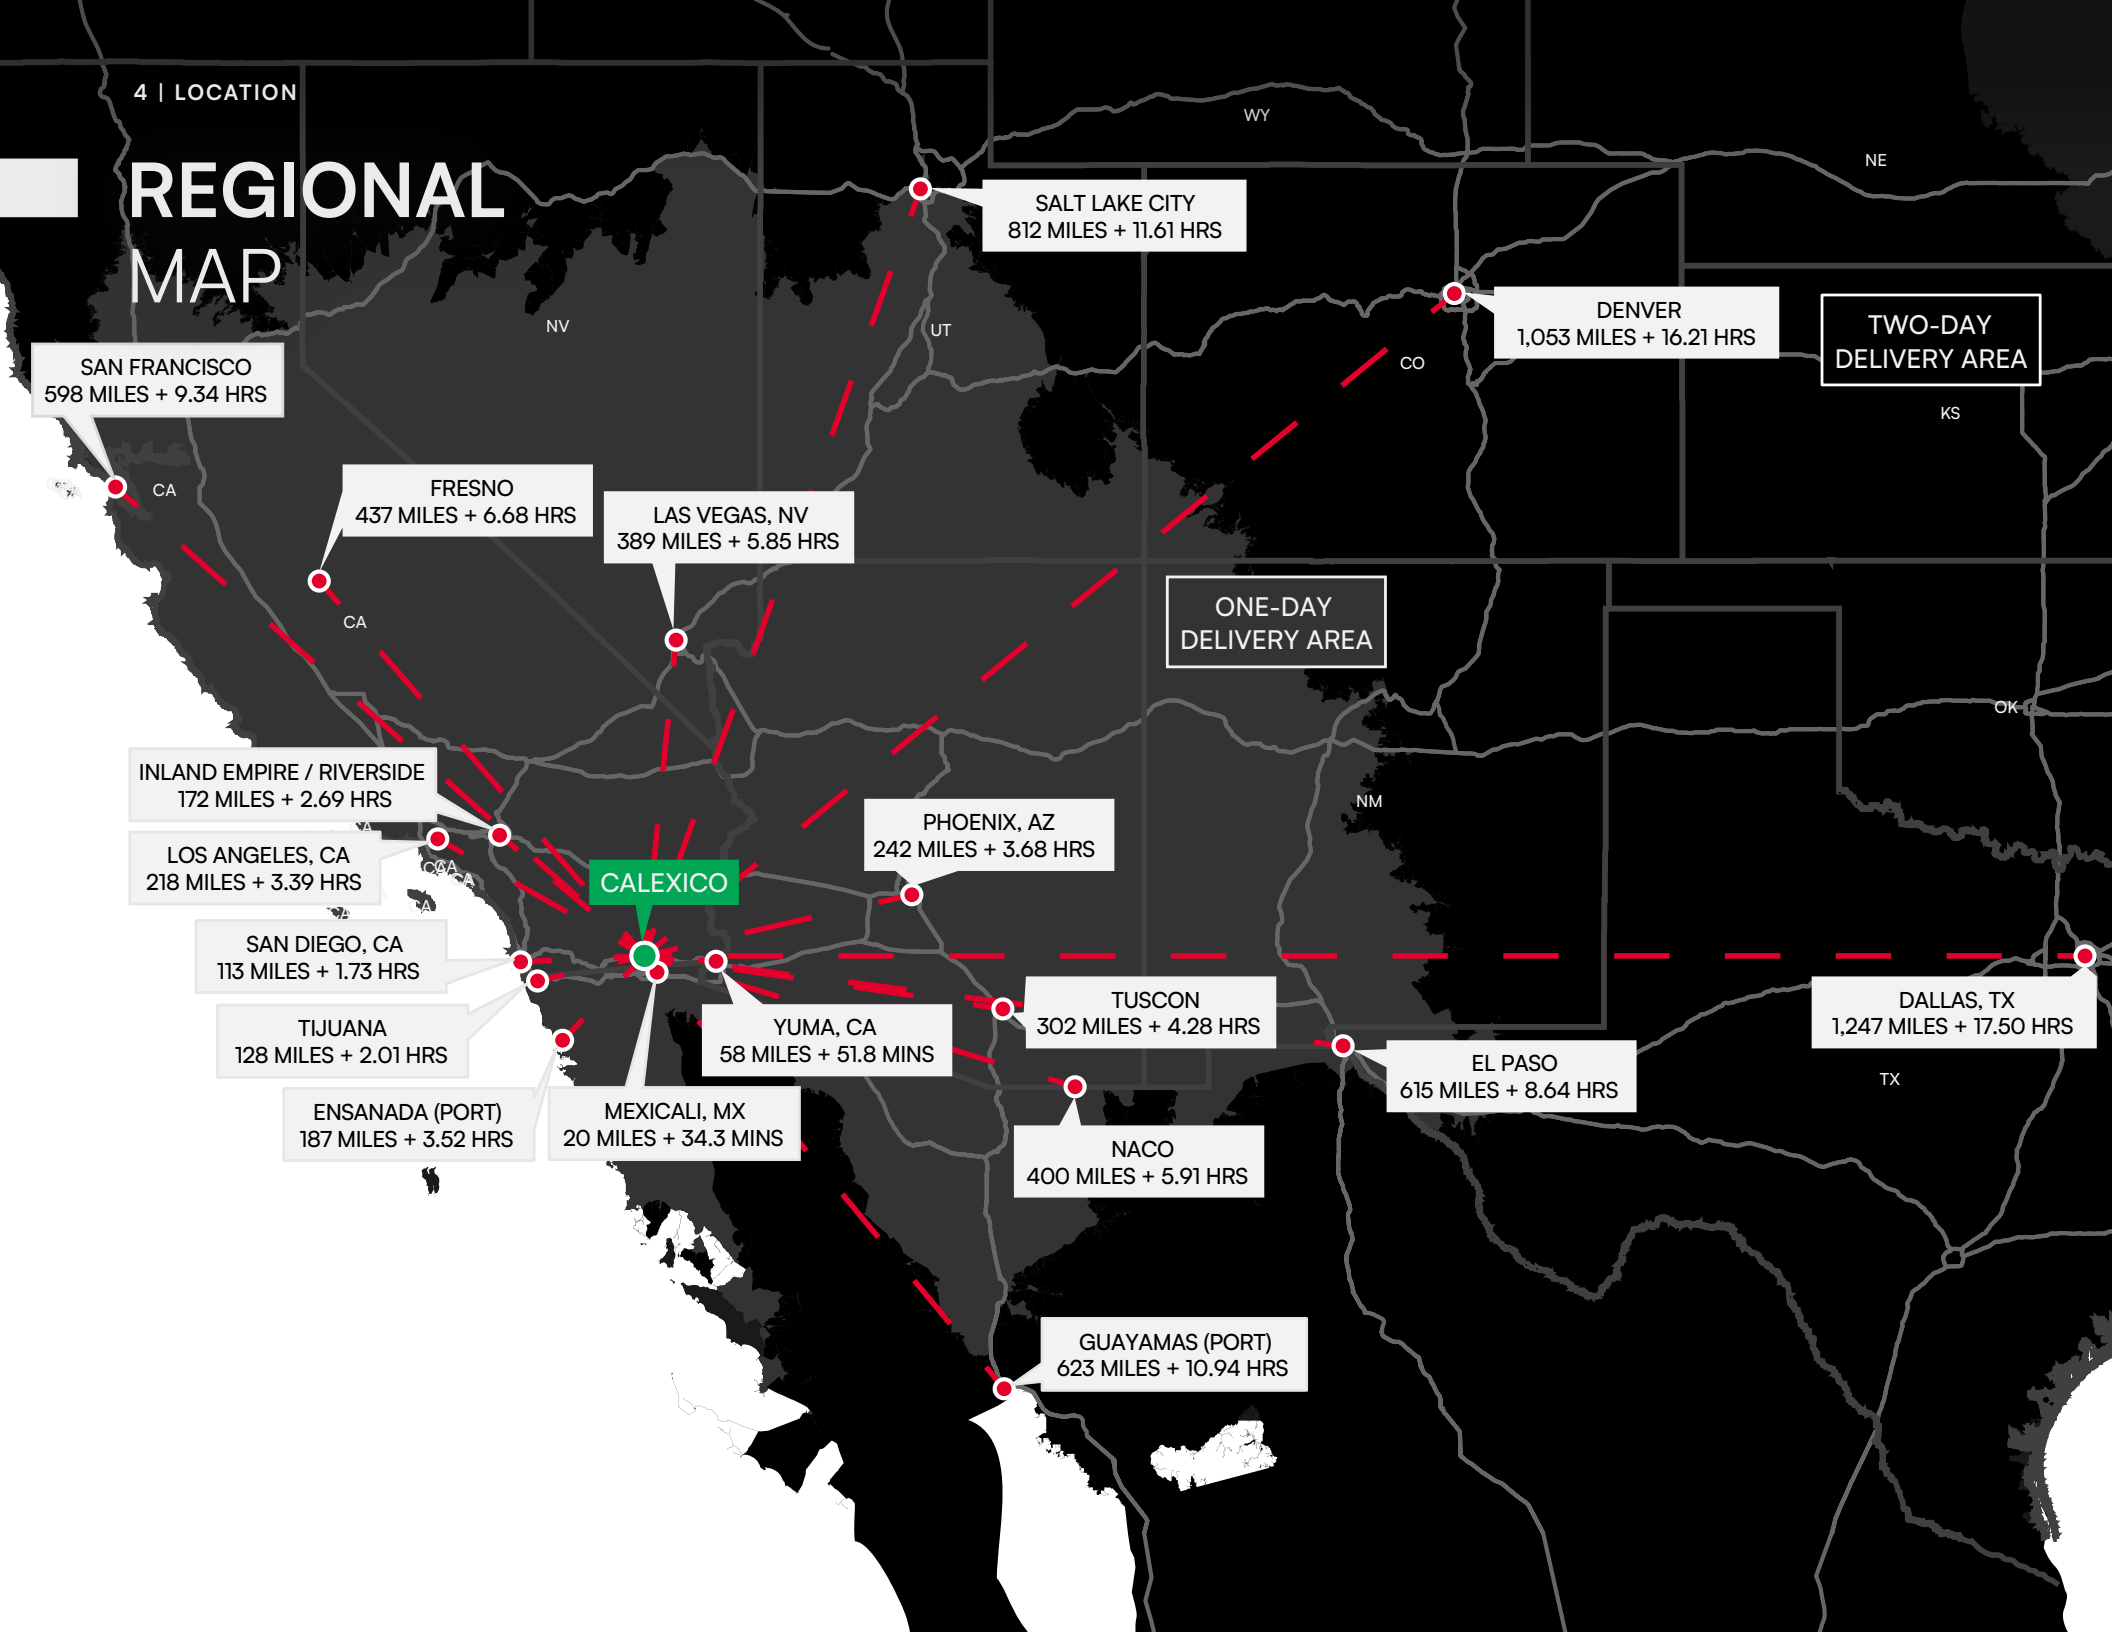 4 | LOCATION
REGIONAL
MAP
WY
NE
SALT LAKE CITY
812 MILES + 11.61 HRS
DENVER
1,053 MILES + 16.21 HRS
TWO-DAY
DELIVERY AREA
NV
UT
CO
KS
SAN FRANCISCO
598 MILES + 9.34 HRS
CA
FRESNO
437 MILES + 6.68 HRS
LAS VEGAS, NV
389 MILES + 5.85 HRS
CA
ONE-DAY
DELIVERY AREA
OK
INLAND EMPIRE / RIVERSIDE
172 MILES + 2.69 HRS
NM
CA
LOS ANGELES, CA
218 MILES + 3.39 HRS
CA
CA
CA
CA
CA
CALEXICO
PHOENIX, AZ
242 MILES + 3.68 HRS
SAN DIEGO, CA
113 MILES + 1.73 HRS
TIJUANA
128 MILES + 2.01 HRS
YUMA, CA
58 MILES + 51.8 MINS
TUSCON
302 MILES + 4.28 HRS
DALLAS, TX
1,247 MILES + 17.50 HRS
EL PASO
615 MILES + 8.64 HRS
TX
ENSANADA (PORT)
187 MILES + 3.52 HRS
MEXICALI, MX
20 MILES + 34.3 MINS
NACO
400 MILES + 5.91 HRS
GUAYAMAS (PORT)
623 MILES + 10.94 HRS